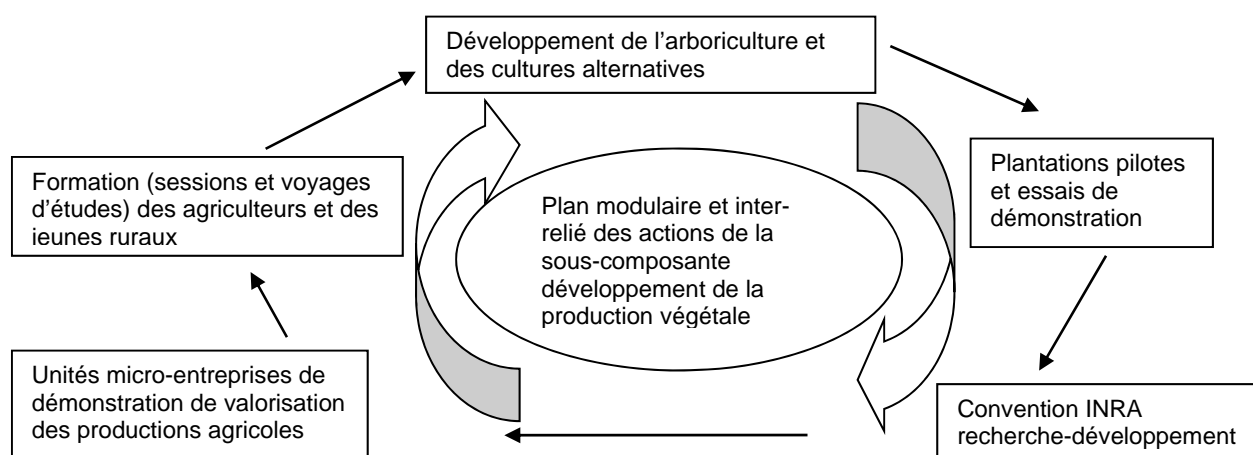 Développement de l’arboriculture et
des cultures alternatives
Formation (sessions et voyages
d’études) des agriculteurs et des
ieunes ruraux
Plantations pilotes
et essais de
démonstration
Plan modulaire et inter-
relié des actions de la
sous-composante
développement de la
production végétale
Unités micro-entreprises de
démonstration de valorisation
des productions agricoles
Convention INRA
recherche-développement